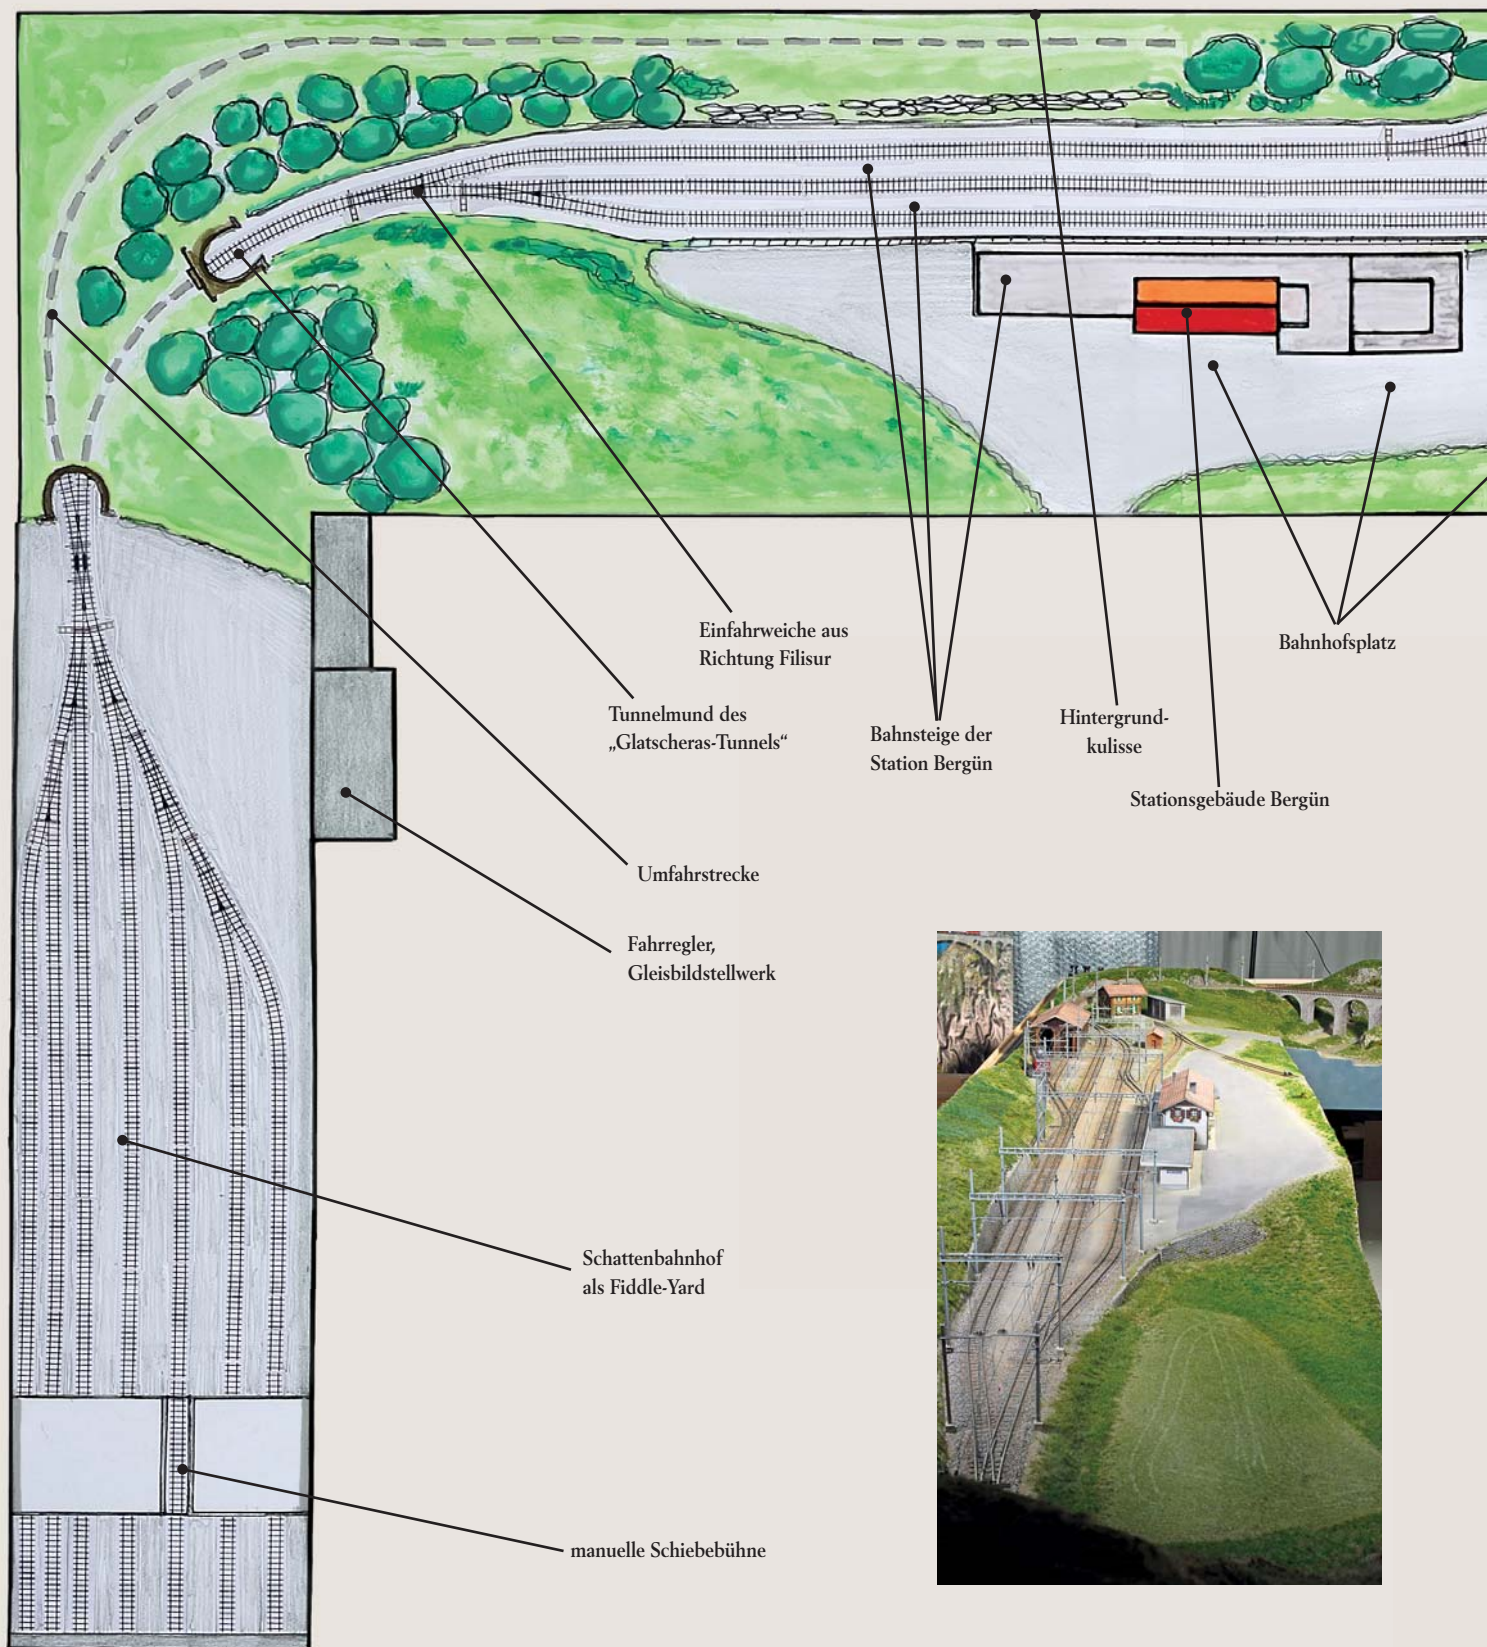 Einfahrweiche aus
Richtung Filisur
Bahnhofsplatz
Tunnelmund des
„Glatscheras-Tunnels“
Bahnsteige der
Station Bergün
Hintergrund-
kulisse
Stationsgebäude Bergün
Umfahrstrecke
Fahrregler,
Gleisbildstellwerk
Schattenbahnhof
als Fiddle-Yard
manuelle Schiebebühne